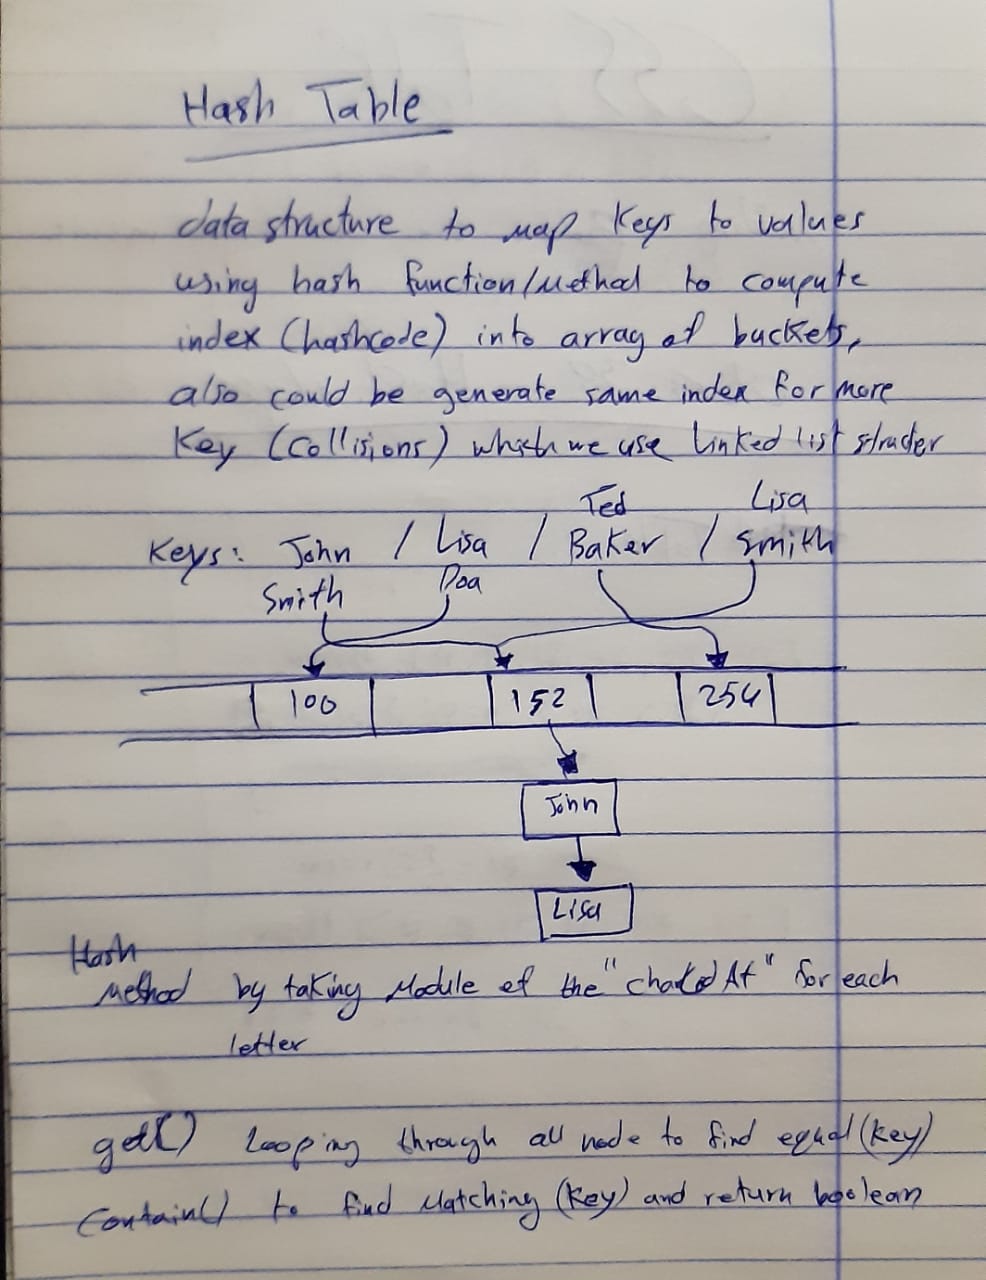 Hash Table
data structure to map Keys to values
using hash function/method to compute
index (hashcode) into array of buckets,
also could be generate same index for more
Key (Collisions) which we use linked list
Ted Lisa
Keys: John / Lisa / Baker / Smith
Smith Doa
100 152 254
John
Lisa
Hash
method by taking module of the " At" for each
letter
get() looping through all node to find equal (key)
contain() to find matching (key) and return boolean